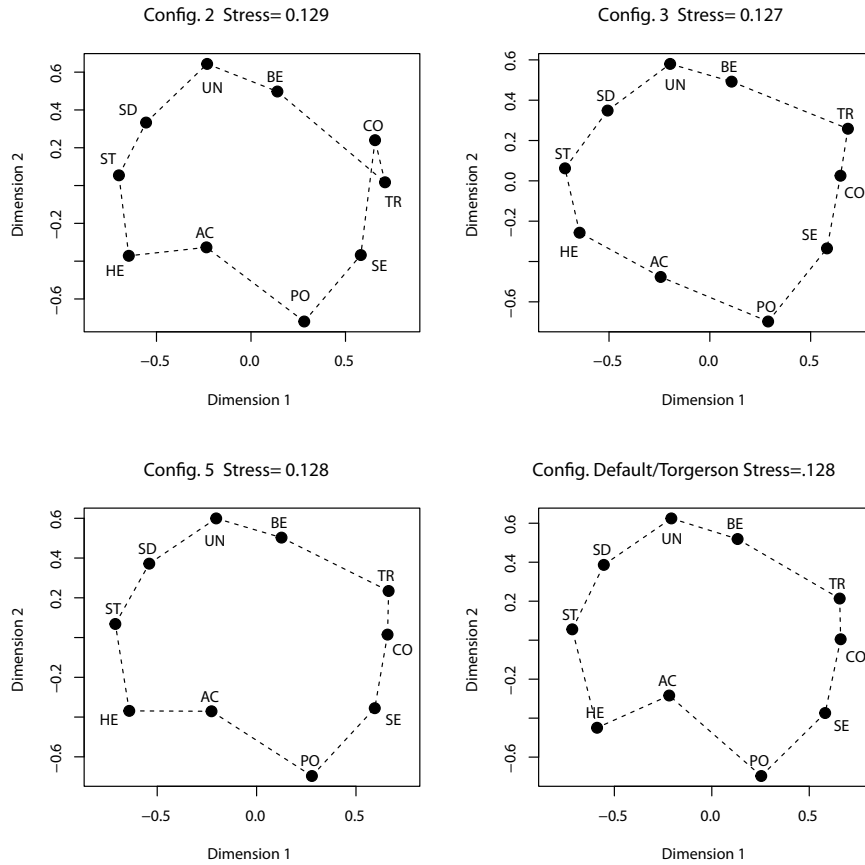 Config. 2  Stress= 0.129
Dimension 2
0.6
0.4
0.2
−0.2
−0.6
UN
BE
SD
CO
ST
TR
AC
HE
SE
PO
−0.5
0.0
0.5
Dimension 1
Config. 3  Stress= 0.127
Dimension 2
0.6
0.4
0.2
0.0
−0.2
−0.6
BE
UN
SD
TR
ST
CO
HE
SE
AC
PO
−0.5
0.0
0.5
Dimension 1
Config. 5  Stress= 0.128
Dimension 2
0.6
0.2
−0.2
−0.6
BE
UN
SD
TR
ST
CO
AC
HE
SE
PO
−0.5
0.0
0.5
Dimension 1
Config. Default/Torgerson Stress=.128
Dimension 2
0.6
0.2
−0.2
−0.6
BE
UN
SD
TR
ST
CO
AC
HE
SE
PO
−0.5
0.0
0.5
Dimension 1